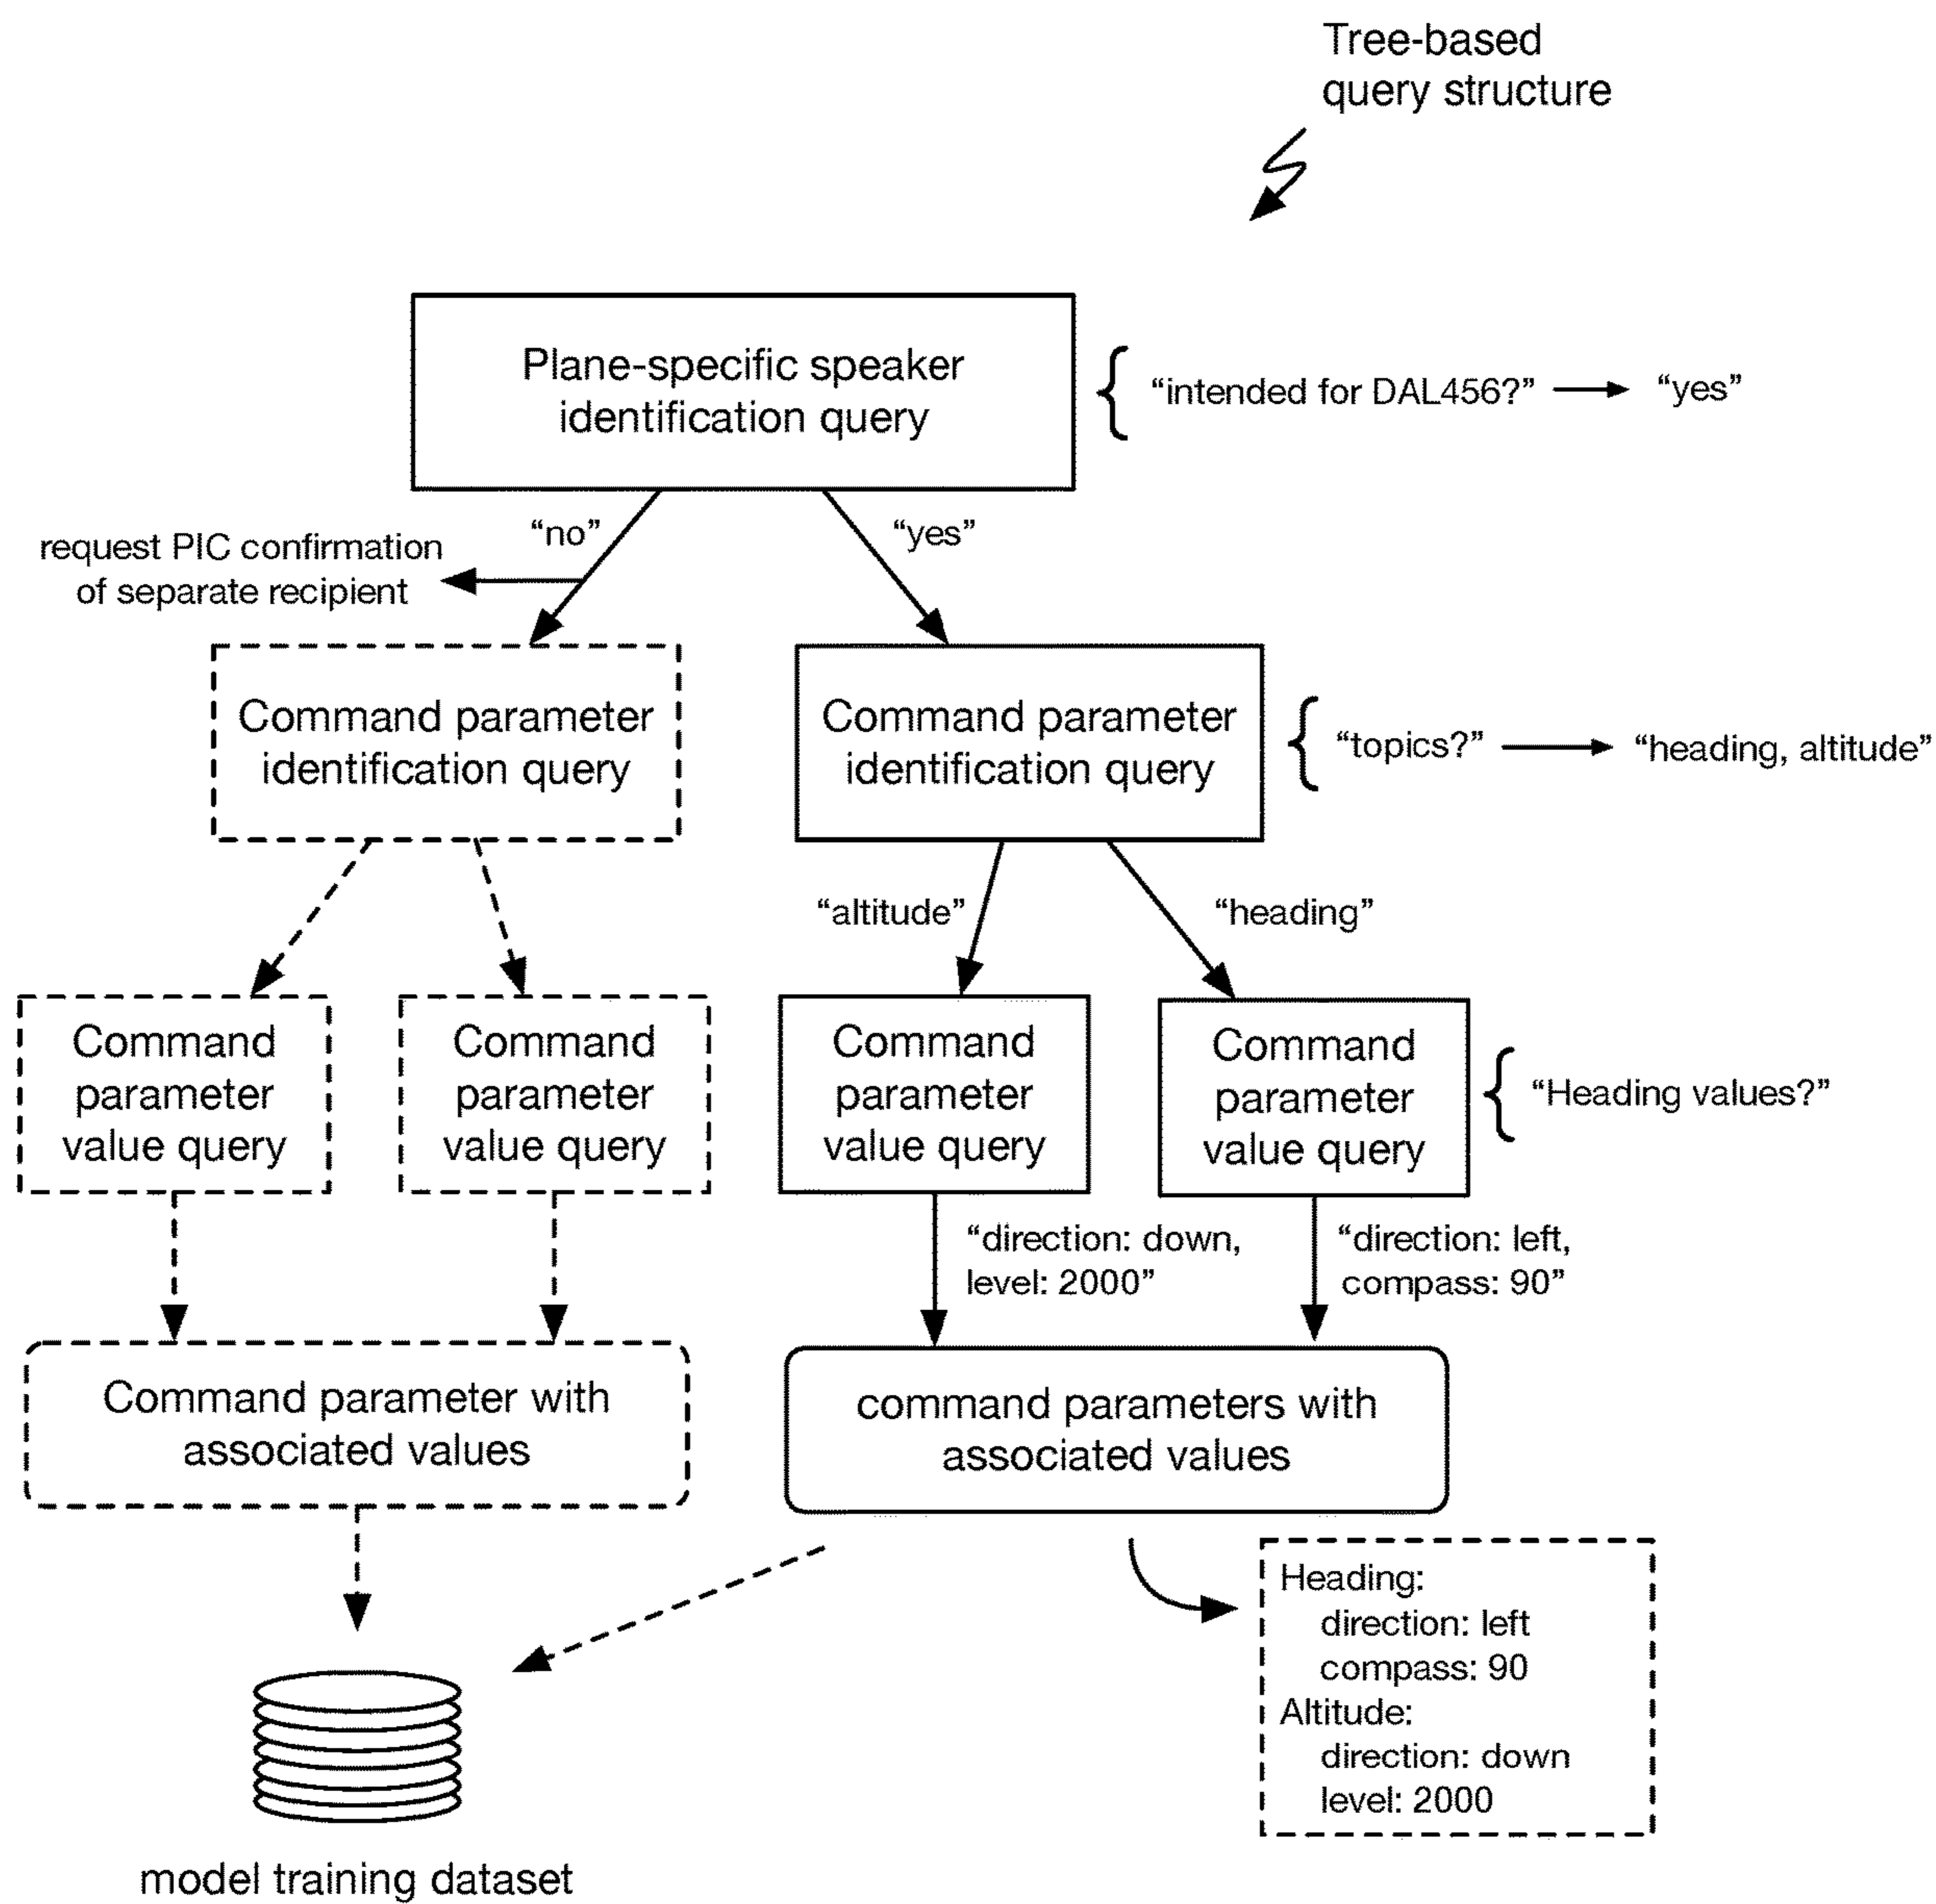 Tree-based
query structure
Plane-specific speaker
identification query
“intended for DAL456?”
“yes”
“no”
“yes”
request PIC confirmation
of separate recipient
Command parameter
identification query
Command parameter
identification query
“topics?”
“heading, altitude”
“altitude”
“heading”
Command
parameter
value query
Command
parameter
value query
Command
parameter
value query
Command
parameter
value query
“Heading values?”
“direction: down,
level: 2000”
“direction: left,
compass: 90”
Command parameter with
associated values
command parameters with
associated values
Heading:
direction: left
compass: 90
Altitude:
direction: down
level: 2000
model training dataset